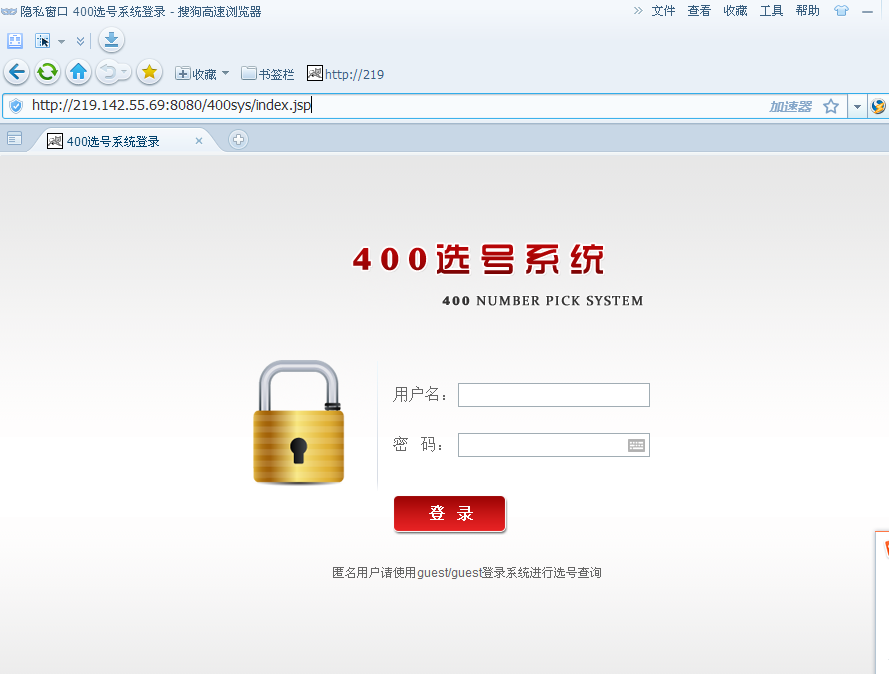 隐私窗口 400选号系统登录 - 搜狗高速浏览器
» 文件 查看 收藏 工具 帮助
收藏 书签栏 http://219
http://219.142.55.69:8080/400sys/index.jsp 加速器
400选号系统登录
400选号系统
400 NUMBER PICK SYSTEM
用户名：
密 码：
登 录
匿名用户请使用guest/guest登录系统进行选号查询